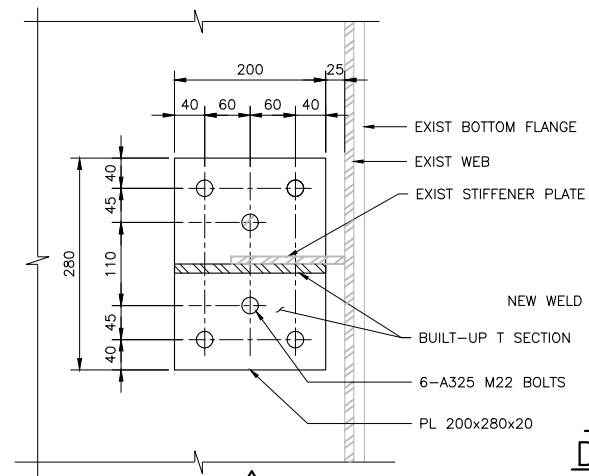 200
25
40
60
60
40
EXIST BOTTOM FLANGE
EXIST WEB
EXIST STIFFENER PLATE
40
45
280
110
45
40
NEW WELD
BUILT-UP T SECTION
6-A325 M22 BOLTS
PL 200x280x20